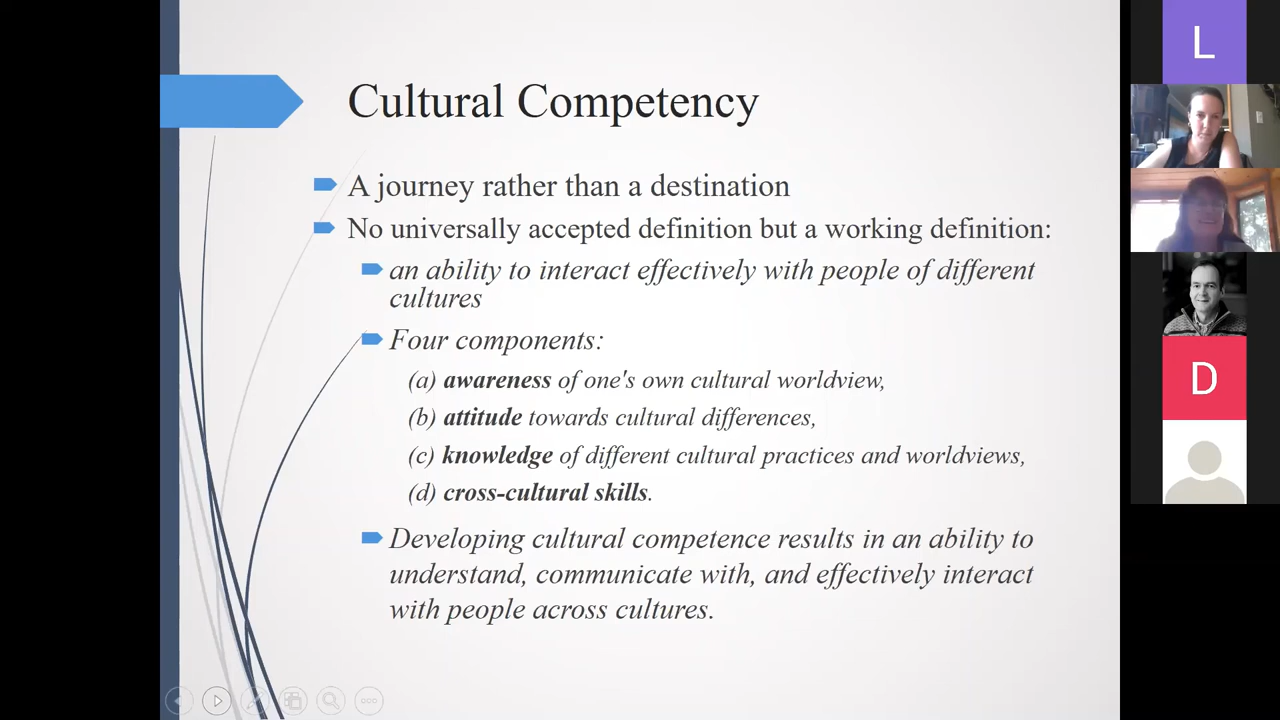 Cultural Competency
A journey rather than a destination
No universally accepted definition but a working definition:
an ability to interact effectively with people of different
cultures
Four components:
(a) awareness of one's own cultural worldview,
(b) attitude towards cultural differences,
(c) knowledge of different cultural practices and worldviews,
(d) cross-cultural skills.
Developing cultural competence results in an ability to
understand, communicate with, and effectively interact
with people across cultures.
L
D